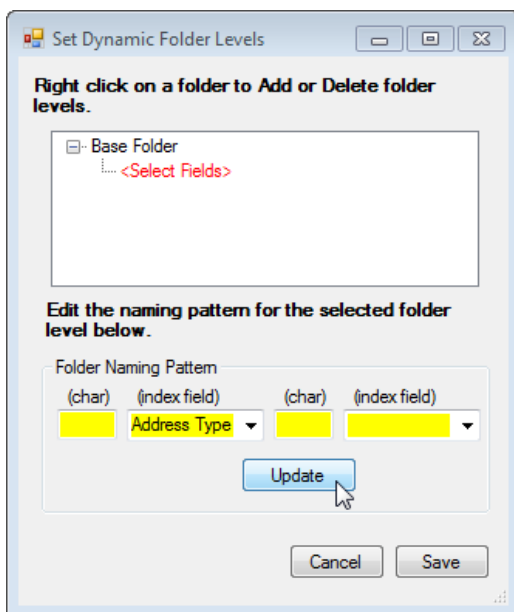 Set Dynamic Folder Levels
Right click on a folder to Add or Delete folder
levels.
Base Folder
<Select Fields>
Edit the naming pattern for the selected folder
level below.
Folder Naming Pattern
(char) (index field) (char) (index field)
Address Type
Update
Cancel Save